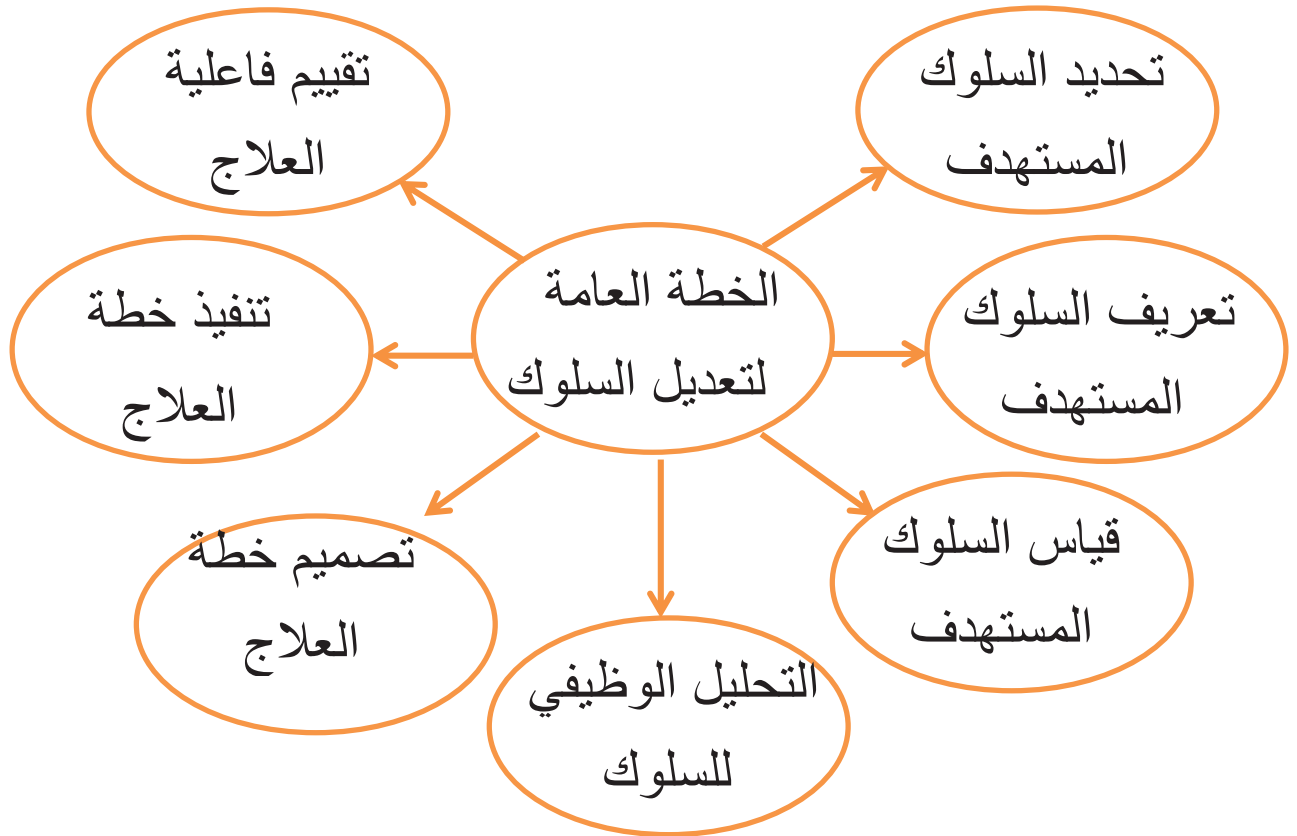 الخطة العامة
لتعديل السلوك
تحديد السلوك
المستهدف
تعريف السلوك
المستهدف
قياس السلوك
المستهدف
التحليل الوظيفي
للسلوك
تصميم خطة
العلاج
تنفيذ خطة
العلاج
تقييم فاعلية
العلاج